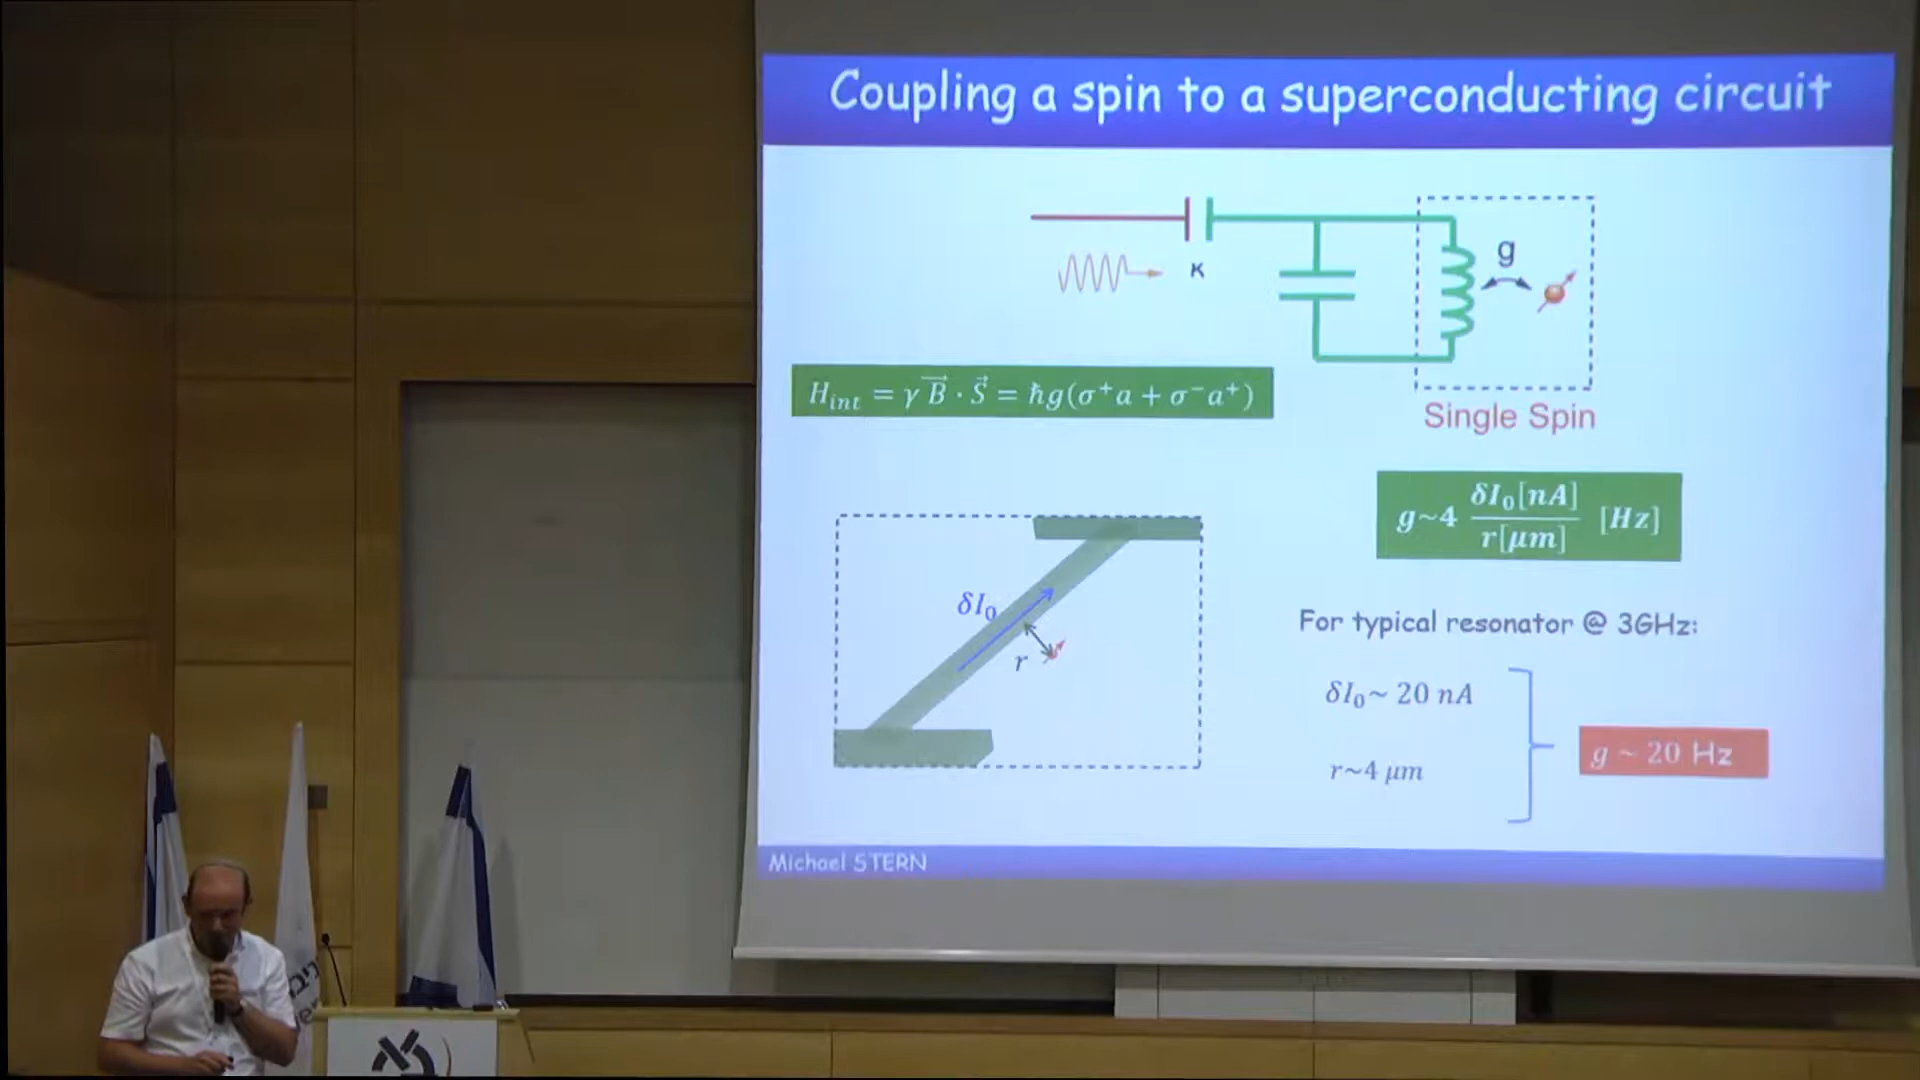 Coupling a spin to a superconducting circuit
κ
g
H_int = γ B⃗ · S⃗ = ħg(σ⁺a + σ⁻a⁺)
Single Spin
g~4 δI₀[nA] / r[μm] [Hz]
δI₀
r
For typical resonator @ 3GHz:
δI₀~ 20 nA
r~4 μm
g ~ 20 Hz
Michael STERN